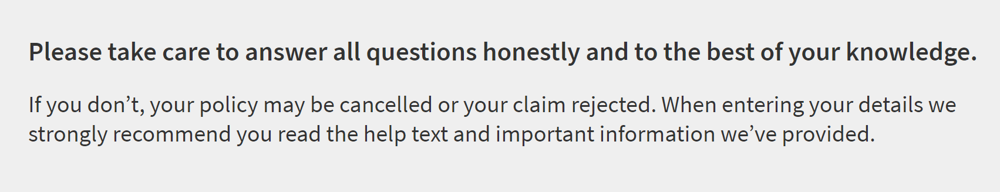 Please take care to answer all questions honestly and to the best of your knowledge.
If you don’t, your policy may be cancelled or your claim rejected. When entering your details we
strongly recommend you read the help text and important information we’ve provided.